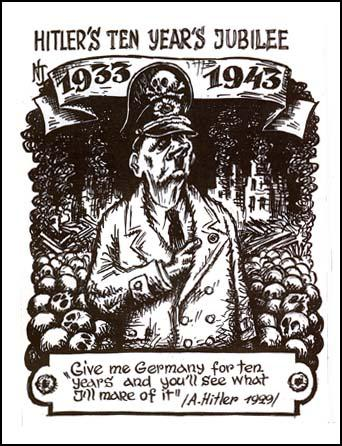 HITLER'S TEN YEAR'S JUBILEE
1933 1943
„Give me Germany for ten
years and you'll see what
I'll make of it" /A. Hitler 1929/